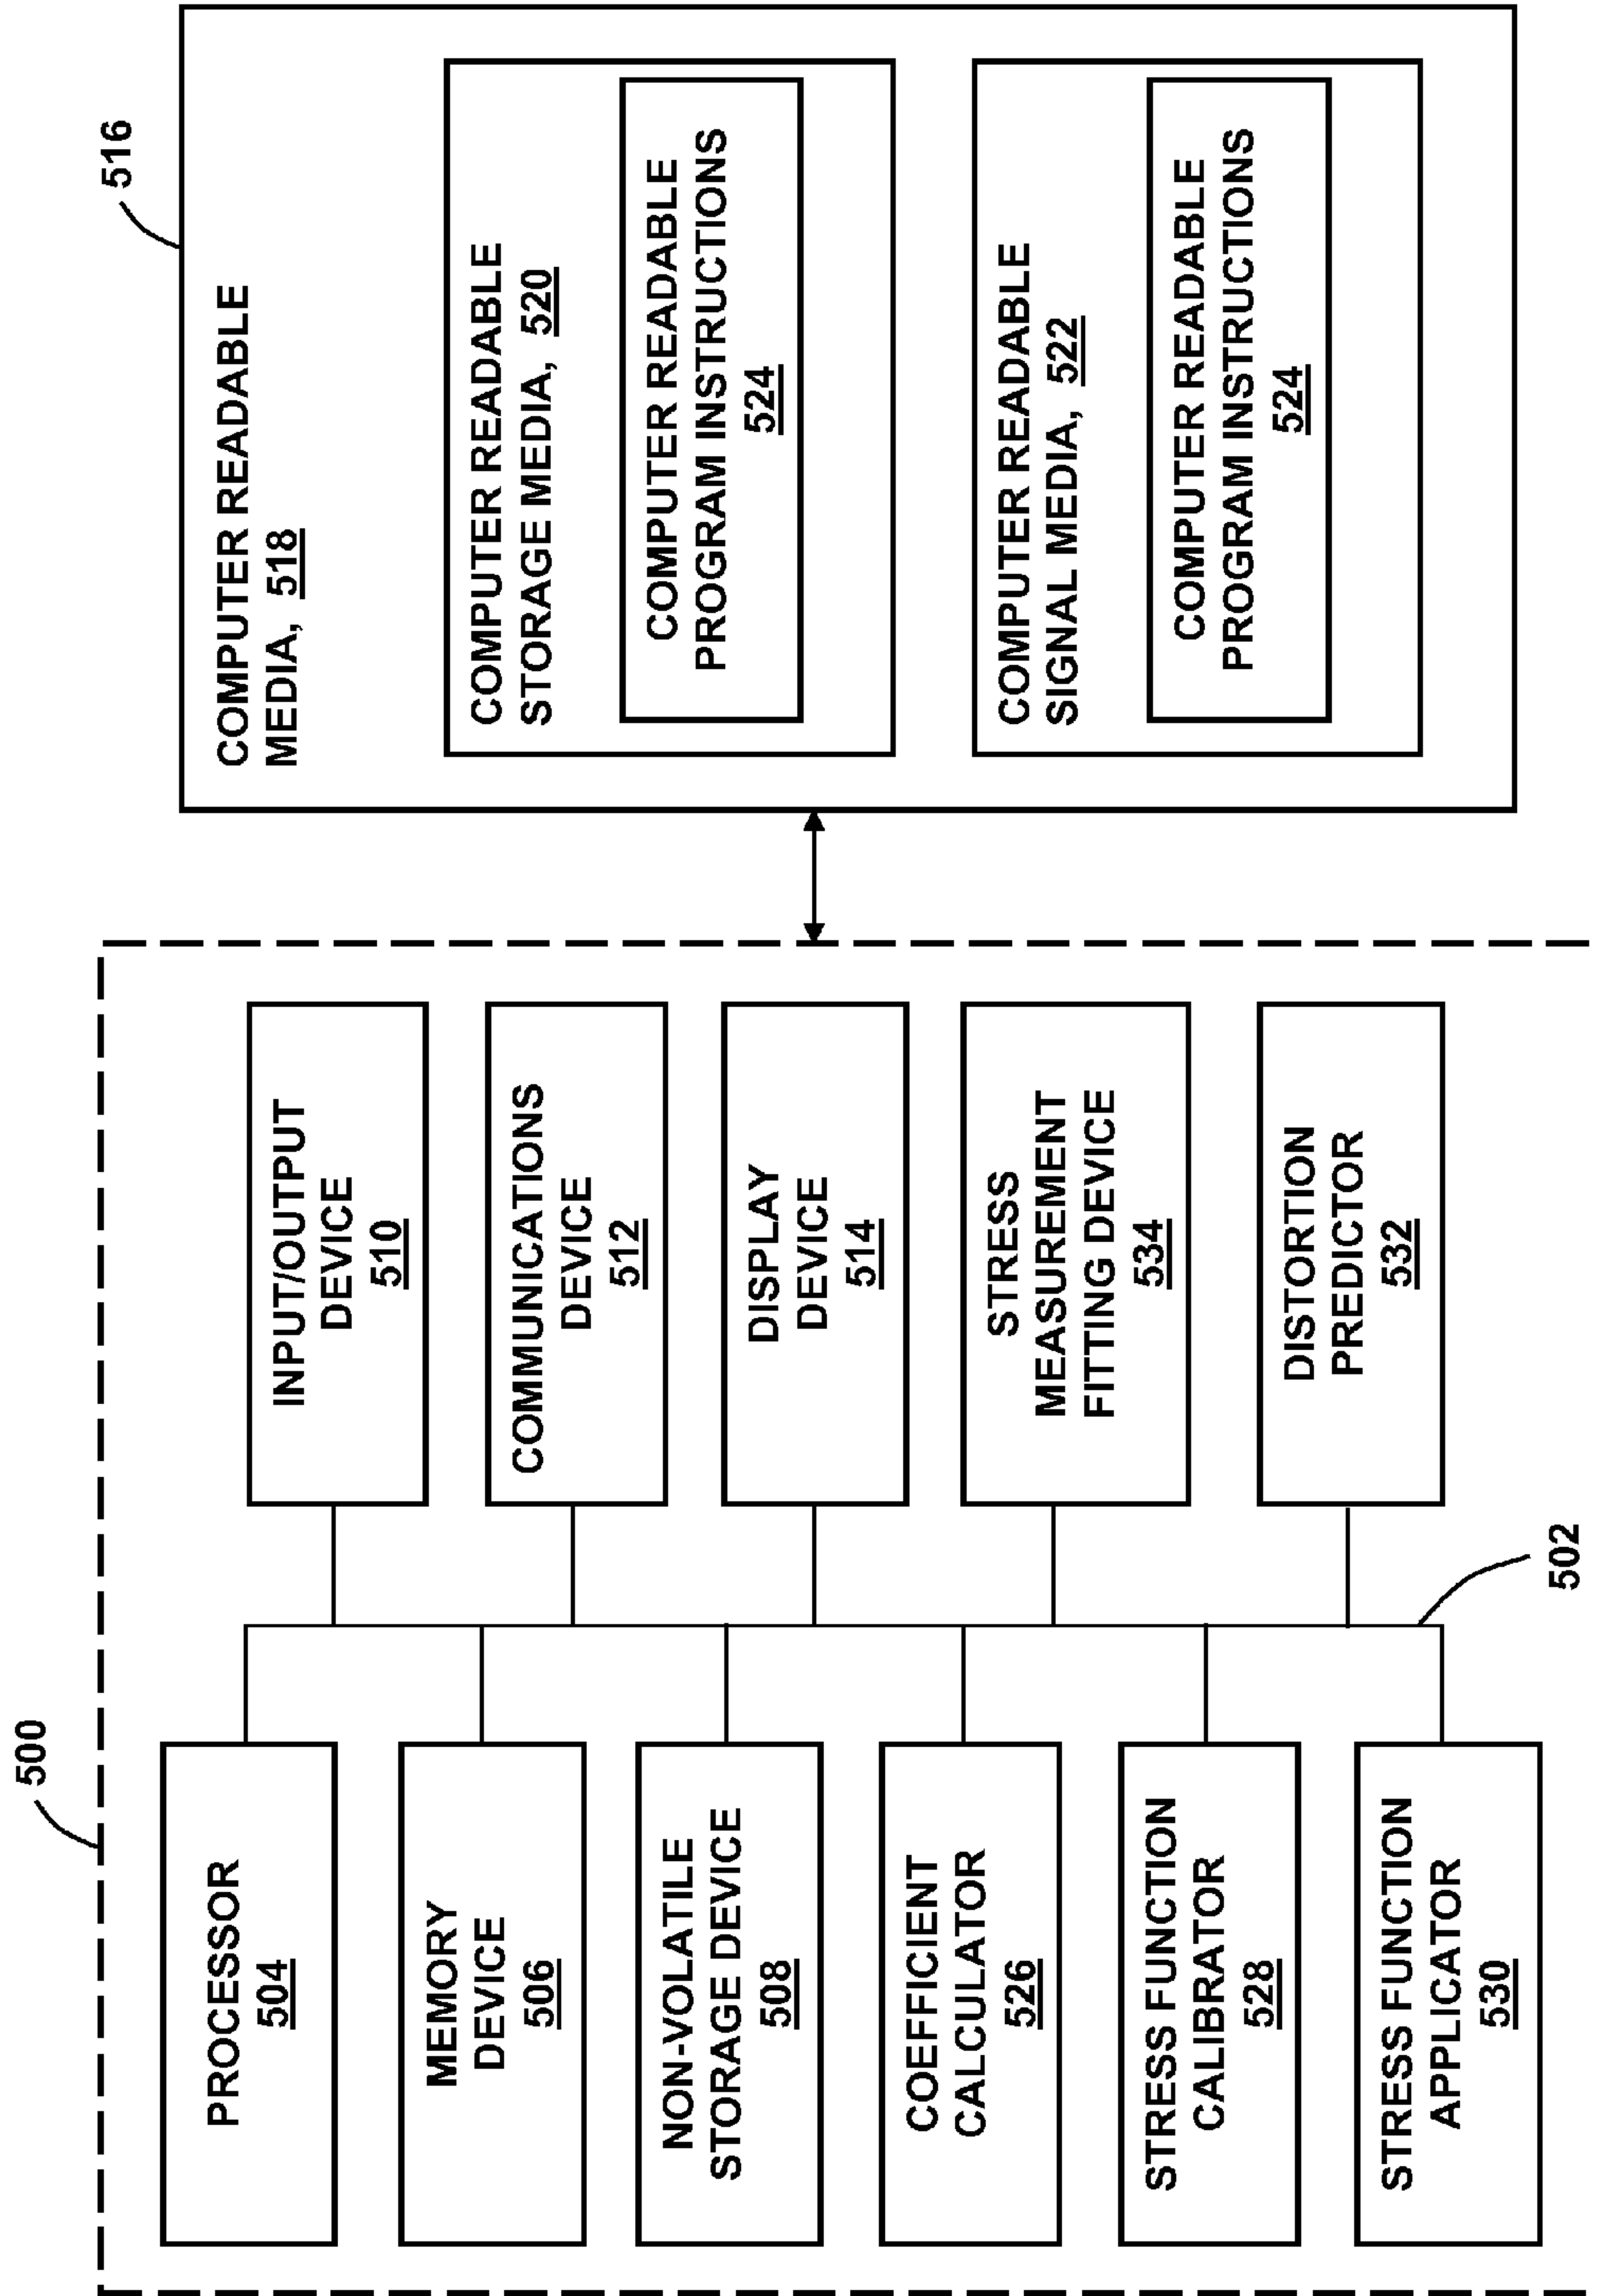 500
PROCESSOR
504
MEMORY
DEVICE
506
NON-VOLATILE
STORAGE DEVICE
508
COEFFICIENT
CALCULATOR
526
STRESS FUNCTION
CALIBRATOR
528
STRESS FUNCTION
APPLICATOR
530
INPUT/OUTPUT
DEVICE
510
COMMUNICATIONS
DEVICE
512
DISPLAY
DEVICE
514
STRESS
MEASUREMENT
FITTING DEVICE
534
DISTORTION
PREDICTOR
532
502
516
COMPUTER READABLE
MEDIA, 518
COMPUTER READABLE
STORAGE MEDIA, 520
COMPUTER READABLE
PROGRAM INSTRUCTIONS
524
COMPUTER READABLE
SIGNAL MEDIA, 522
COMPUTER READABLE
PROGRAM INSTRUCTIONS
524